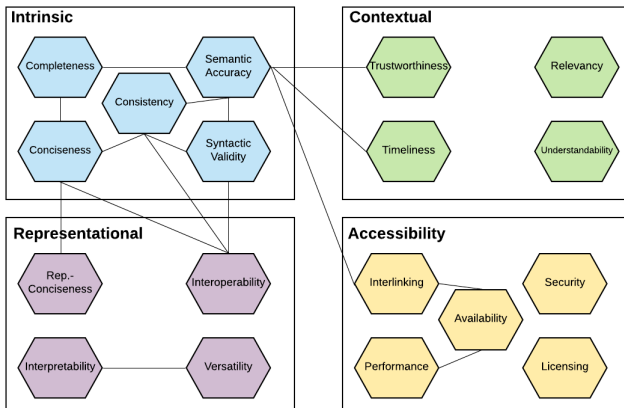 Intrinsic
Completeness
Semantic
Accuracy
Consistency
Conciseness
Syntactic
Validity
Contextual
Trustworthiness
Relevancy
Timeliness
Understandability
Representational
Rep.-
Conciseness
Interoperability
Interpretability
Versatility
Accessibility
Interlinking
Security
Availability
Performance
Licensing